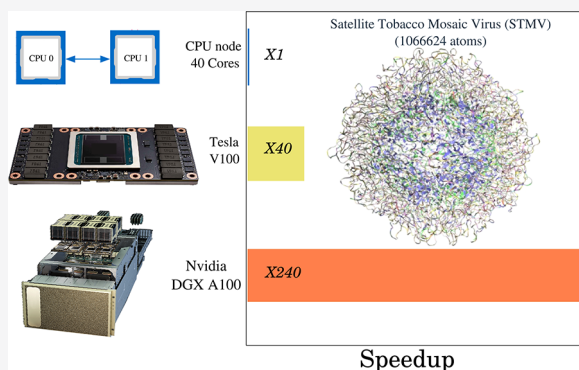 Satellite Tobacco Mosaic Virus (STMV)
(1066624 atoms)
CPU 0
CPU 1
CPU node
40 Cores
X1
Tesla
V100
X40
Nvidia
DGX A100
X240
Speedup